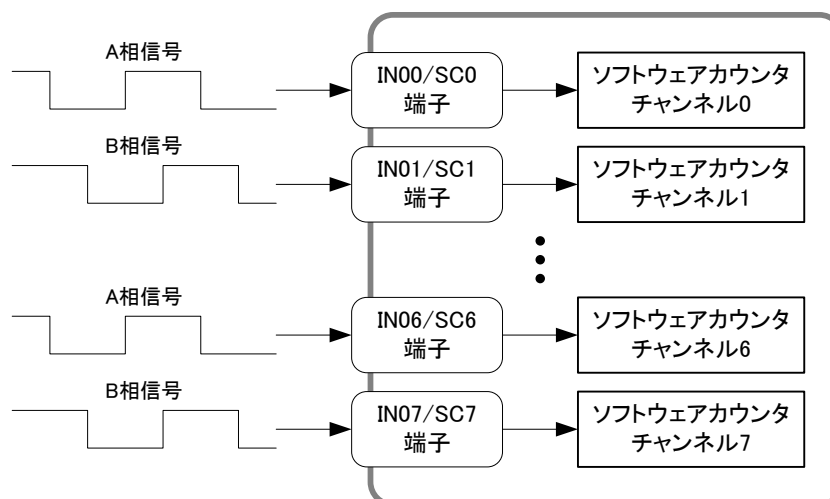 A相信号
IN00/SC0
端子
ソフトウェアカウンタ
チャンネル0
B相信号
IN01/SC1
端子
ソフトウェアカウンタ
チャンネル1
A相信号
IN06/SC6
端子
ソフトウェアカウンタ
チャンネル6
B相信号
IN07/SC7
端子
ソフトウェアカウンタ
チャンネル7